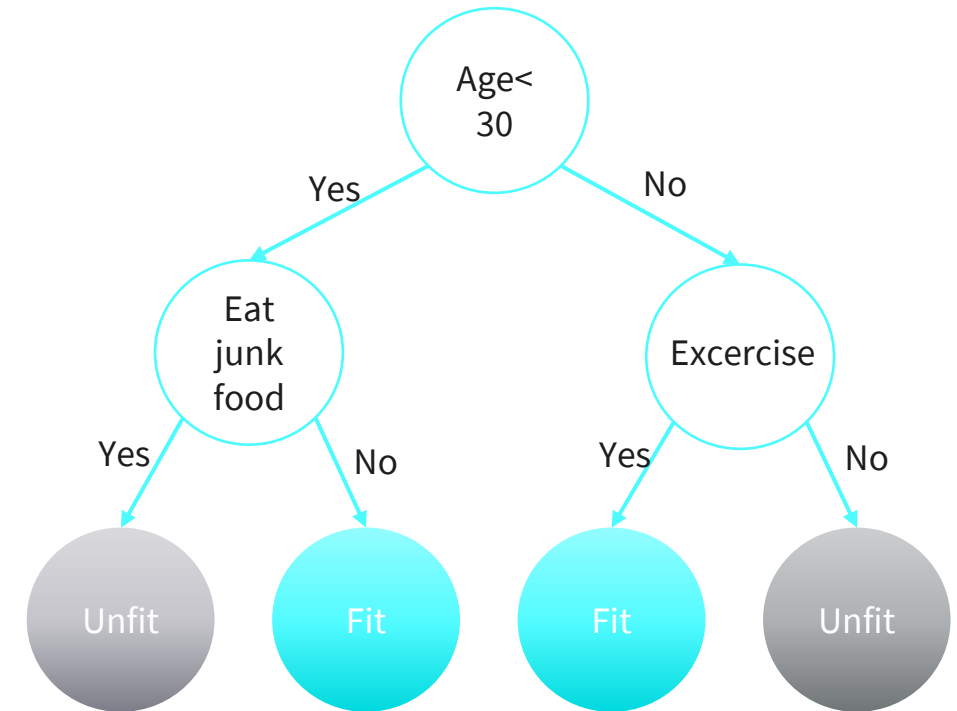 Age<
30
Yes
No
Eat
junk
food
Excercise
Yes
No
Yes
No
Unfit
Fit
Fit
Unfit